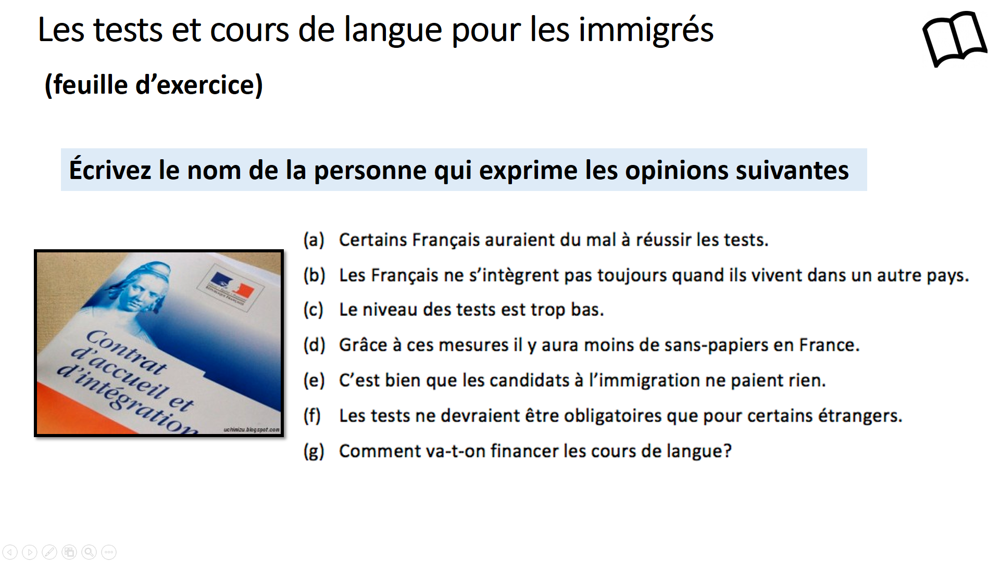 Les tests et cours de langue pour les immigrés
(feuille d’exercice)
Écrivez le nom de la personne qui exprime les opinions suivantes
(a) Certains Français auraient du mal à réussir les tests.
(b) Les Français ne s’intègrent pas toujours quand ils vivent dans un autre pays.
(c) Le niveau des tests est trop bas.
(d) Grâce à ces mesures il y aura moins de sans-papiers en France.
(e) C’est bien que les candidats à l’immigration ne paient rien.
(f) Les tests ne devraient être obligatoires que pour certains étrangers.
(g) Comment va-t-on financer les cours de langue?
RÉPUBLIQUE FRANÇAISE
Contrat
d’accueil et
d’intégration
uchimizu.blogspot.com